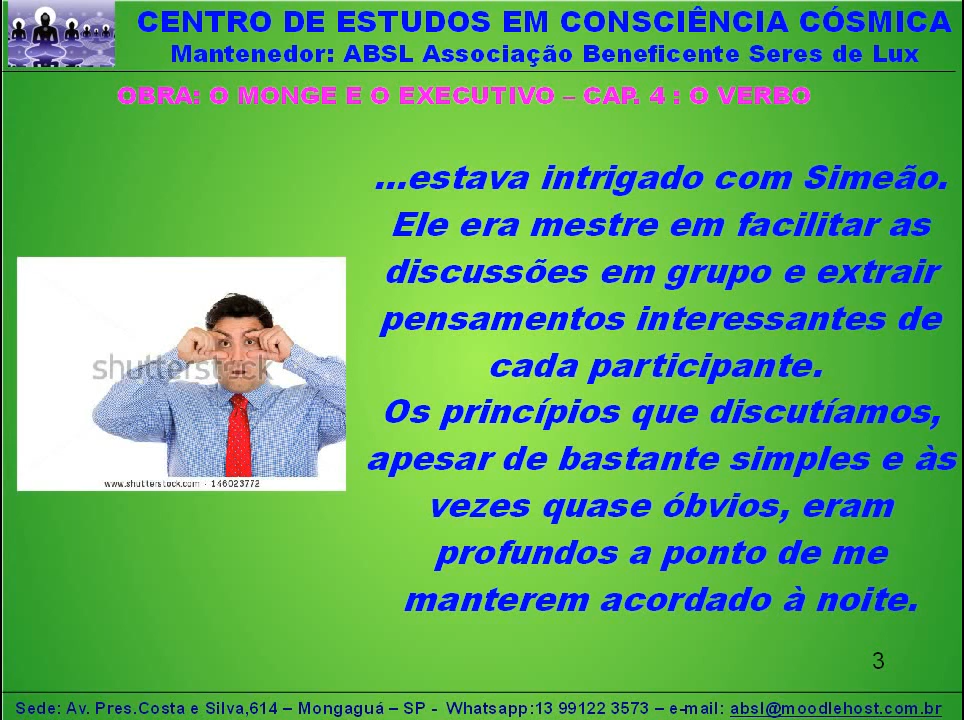 CENTRO DE ESTUDOS EM CONSCIÊNCIA CÓSMICA
Mantenedor: ABSL Associação Beneficente Seres de Lux
OBRA: O MONGE E O EXECUTIVO – CAP. 4 : O VERBO
...estava intrigado com Simeão.
Ele era mestre em facilitar as
discussões em grupo e extrair
pensamentos interessantes de
cada participante.
Os princípios que discutíamos,
apesar de bastante simples e às
vezes quase óbvios, eram
profundos a ponto de me
manterem acordado à noite.
shutterstock
www.shutterstock.com · 146023772
3
Sede: Av. Pres.Costa e Silva,614 – Mongaguá – SP - Whatsapp:13 99122 3573 – e-mail: absl@moodlehost.com.br